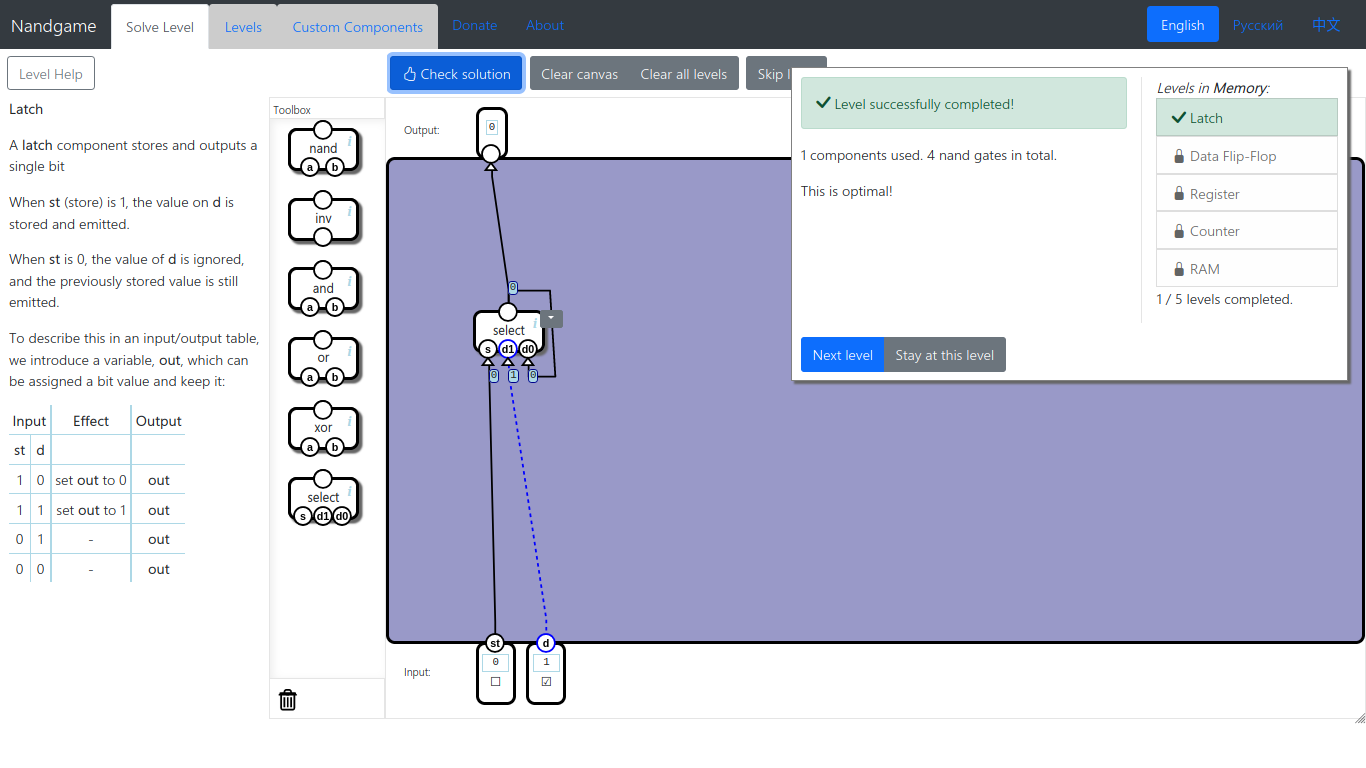 Nandgame
Solve Level
Levels
Custom Components
Donate
About
English
Русский
中文
Level Help
Check solution
Clear canvas
Clear all levels
Skip l
Latch
A latch component stores and outputs a
single bit
When st (store) is 1, the value on d is
stored and emitted.
When st is 0, the value of d is ignored,
and the previously stored value is still
emitted.
To describe this in an input/output table,
we introduce a variable, out, which can
be assigned a bit value and keep it:
Input Effect Output
st d
1 0 set out to 0 out
1 1 set out to 1 out
0 1 - out
0 0 - out
Toolbox
nand i
a b
inv i
and i
a b
or i
a b
xor i
a b
select i
s d1 d0
Output:
0
0
select i
s d1 d0
0 1 0
st d
Input:
0 1
Level successfully completed!
1 components used. 4 nand gates in total.
This is optimal!
Next level
Stay at this level
Levels in Memory:
Latch
Data Flip-Flop
Register
Counter
RAM
1 / 5 levels completed.